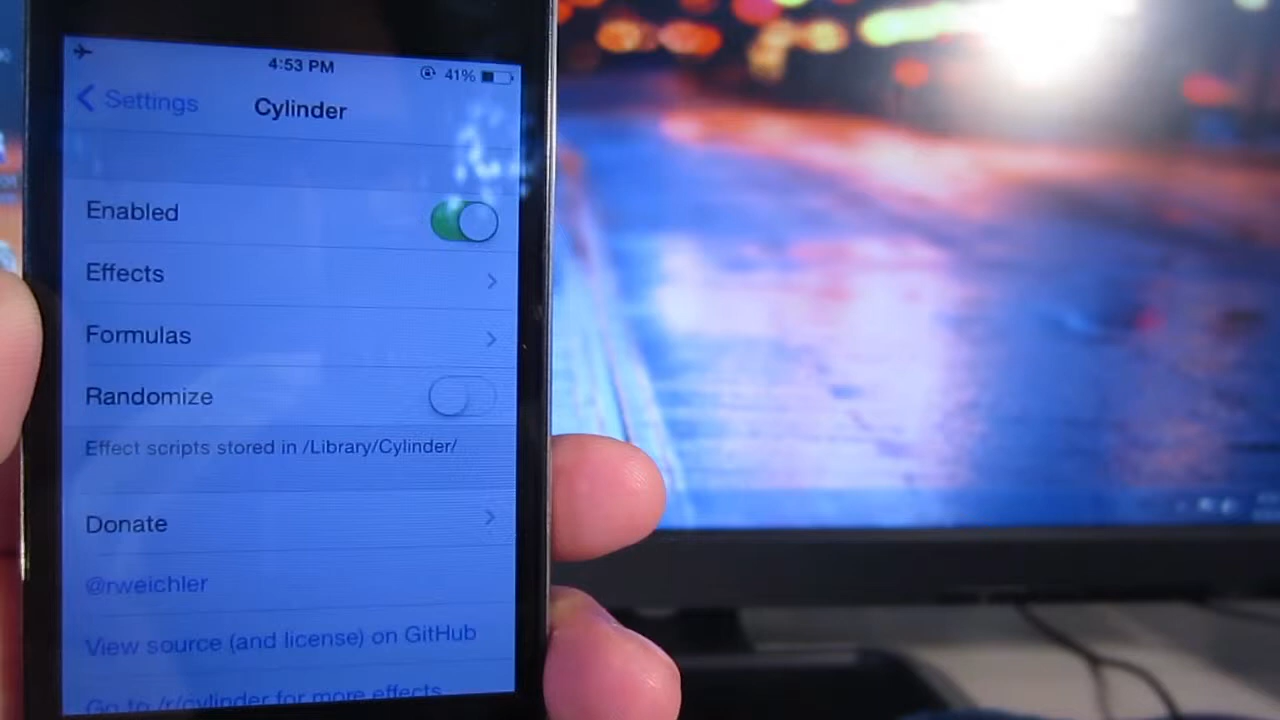 4:53 PM
41%
Settings
Cylinder
Enabled
Effects
Formulas
Randomize
Effect scripts stored in /Library/Cylinder/
Donate
@rweichler
View source (and license) on GitHub
Go to /r/cylinder for more effects